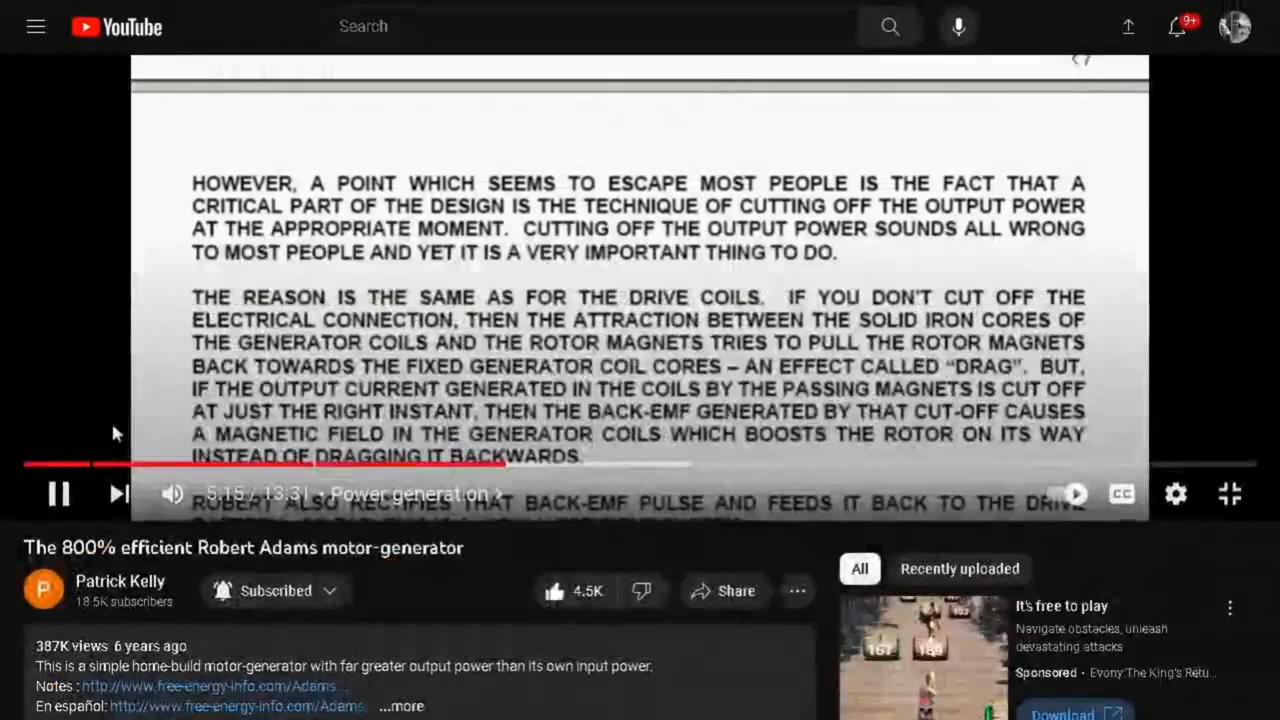 YouTube
Search
9+
HOWEVER, A POINT WHICH SEEMS TO ESCAPE MOST PEOPLE IS THE FACT THAT A
CRITICAL PART OF THE DESIGN IS THE TECHNIQUE OF CUTTING OFF THE OUTPUT POWER
AT THE APPROPRIATE MOMENT. CUTTING OFF THE OUTPUT POWER SOUNDS ALL WRONG
TO MOST PEOPLE AND YET IT IS A VERY IMPORTANT THING TO DO.
THE REASON IS THE SAME AS FOR THE DRIVE COILS. IF YOU DON'T CUT OFF THE
ELECTRICAL CONNECTION, THEN THE ATTRACTION BETWEEN THE SOLID IRON CORES OF
THE GENERATOR COILS AND THE ROTOR MAGNETS TRIES TO PULL THE ROTOR MAGNETS
BACK TOWARDS THE FIXED GENERATOR COIL CORES – AN EFFECT CALLED “DRAG”. BUT,
IF THE OUTPUT CURRENT GENERATED IN THE COILS BY THE PASSING MAGNETS IS CUT OFF
AT JUST THE RIGHT INSTANT, THEN THE BACK-EMF GENERATED BY THAT CUT-OFF CAUSES
A MAGNETIC FIELD IN THE GENERATOR COILS WHICH BOOSTS THE ROTOR ON ITS WAY
INSTEAD OF DRAGGING IT BACKWARDS.
5:15 / 13:31 • Power generation >
CC
ROBERT ALSO RECTIFIES THAT BACK-EMF PULSE AND FEEDS IT BACK TO THE DRIVE
The 800% efficient Robert Adams motor-generator
P
Patrick Kelly
18.5K subscribers
Subscribed
4.5K
Share
All
Recently uploaded
387K views 6 years ago
This is a simple home-build motor-generator with far greater output power than its own input power.
Notes : http://www.free-energy-info.com/Adams...
En español: http://www.free-energy-info.com/Adams... ...more
167
189
It's free to play
Navigate obstacles, unleash
devastating attacks
Sponsored • Evony:The King's Retu...
Download